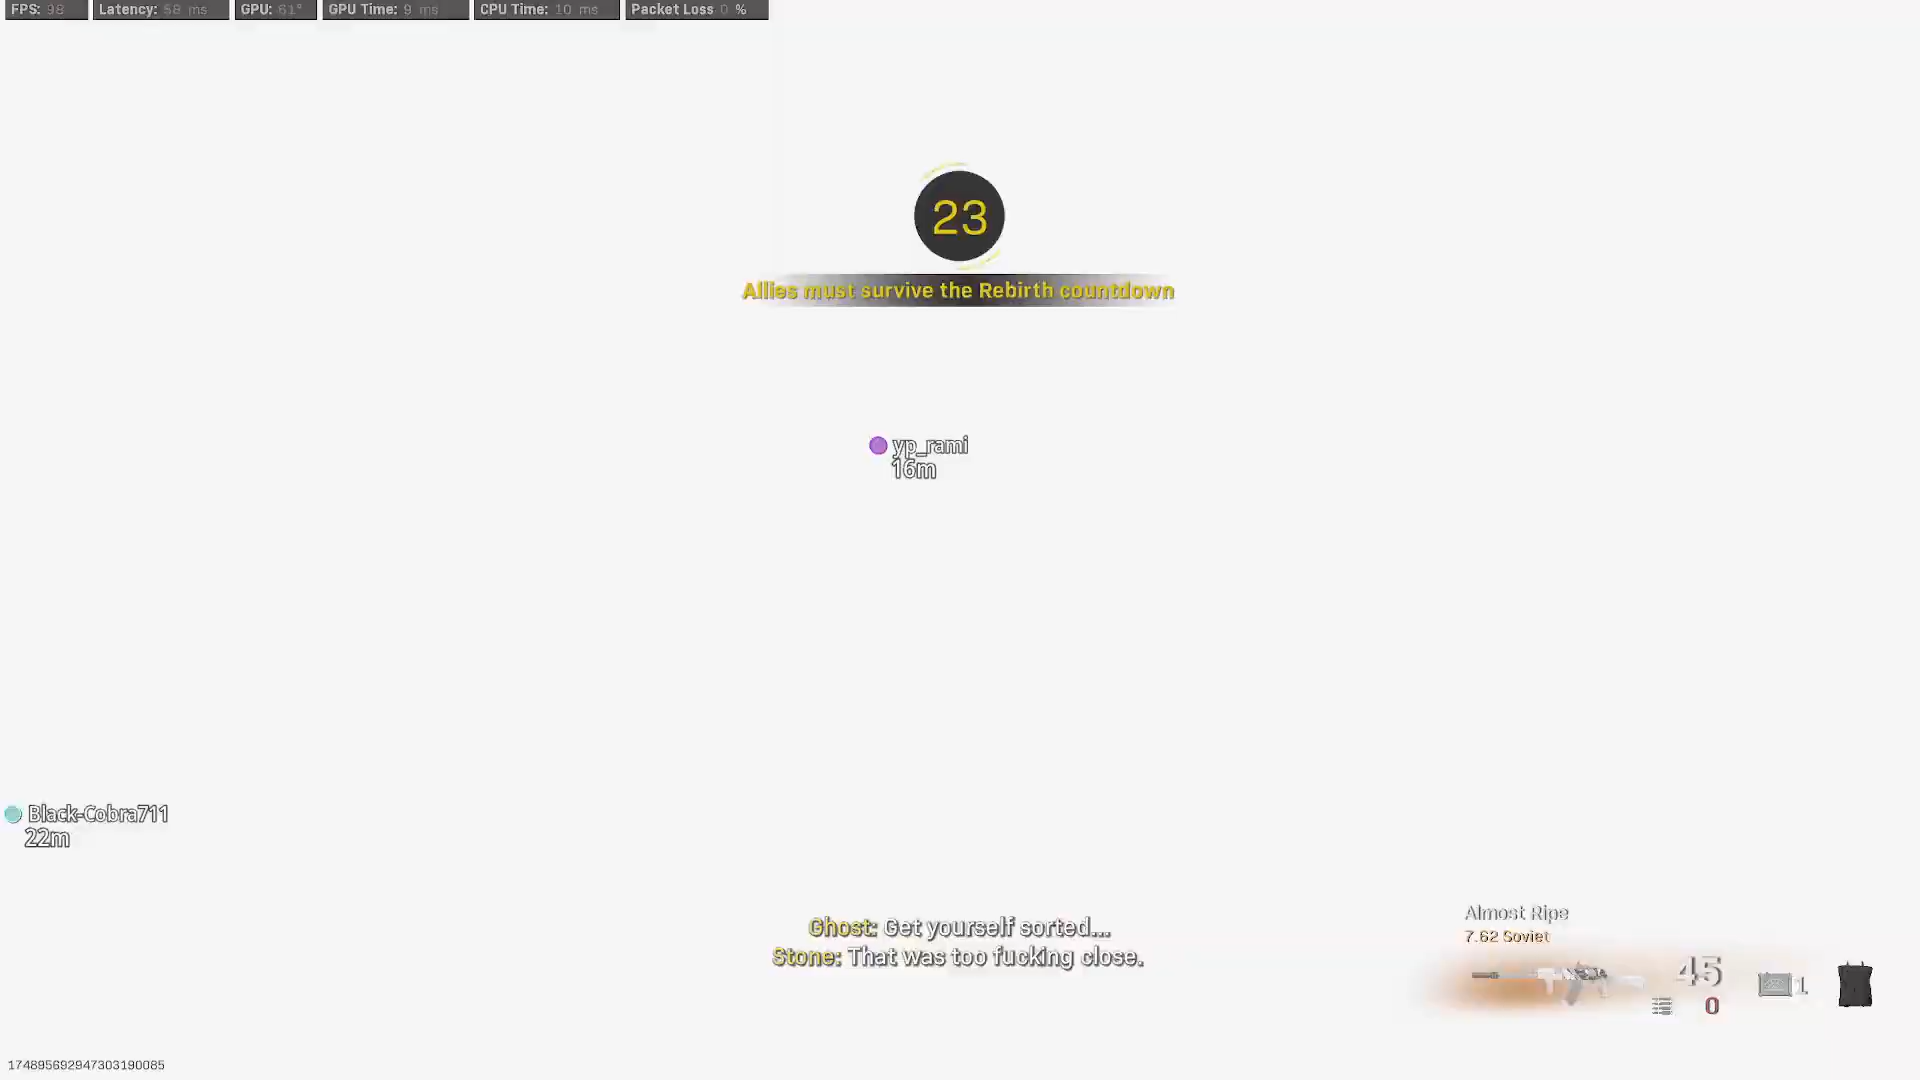 FPS: 98 Latency: 58 ms GPU: 61° GPU Time: 9 ms CPU Time: 10 ms Packet Loss 0 %
23
Allies must survive the Rebirth countdown
yp_rami
16m
Black-Cobra711
22m
Ghost: Get yourself sorted...
Stone: That was too fucking close.
Almost Ripe
7.62 Soviet
45
0
1
174895692947303190085